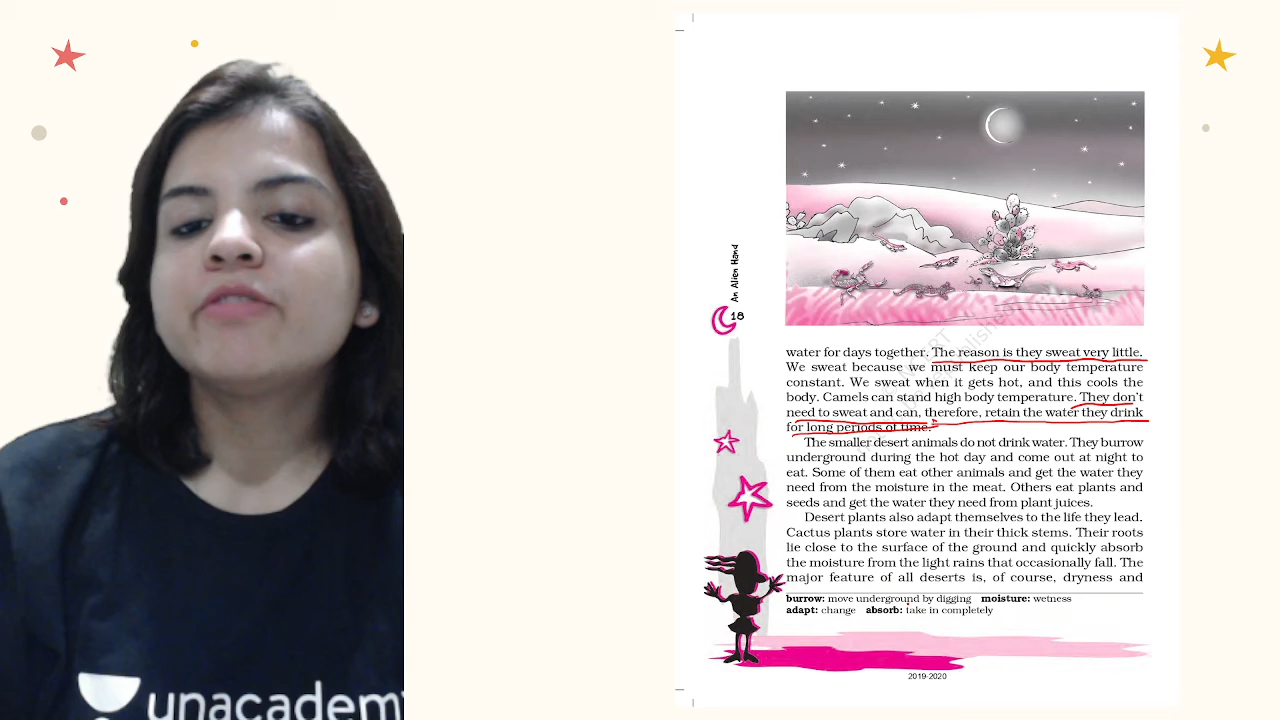 An Alien Hand
18
water for days together. The reason is they sweat very little.
We sweat because we must keep our body temperature
constant. We sweat when it gets hot, and this cools the
body. Camels can stand high body temperature. They don't
need to sweat and can, therefore, retain the water they drink
for long periods of time.
The smaller desert animals do not drink water. They burrow
underground during the hot day and come out at night to
eat. Some of them eat other animals and get the water they
need from the moisture in the meat. Others eat plants and
seeds and get the water they need from plant juices.
Desert plants also adapt themselves to the life they lead.
Cactus plants store water in their thick stems. Their roots
lie close to the surface of the ground and quickly absorb
the moisture from the light rains that occasionally fall. The
major feature of all deserts is, of course, dryness and
burrow: move underground by digging moisture: wetness
adapt: change absorb: take in completely
2019-2020
unacademy